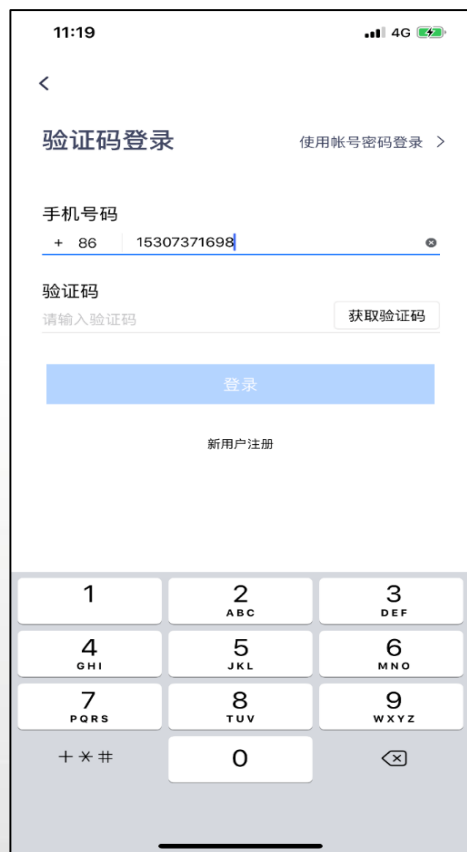 11:19 4G
验证码登录 使用帐号密码登录 >
手机号码
+ 86 15307371698
验证码
请输入验证码 获取验证码
登录
新用户注册
1 2 3
ABC DEF
4 5 6
GHI JKL MNO
7 8 9
PQRS TUV WXYZ
+*# 0